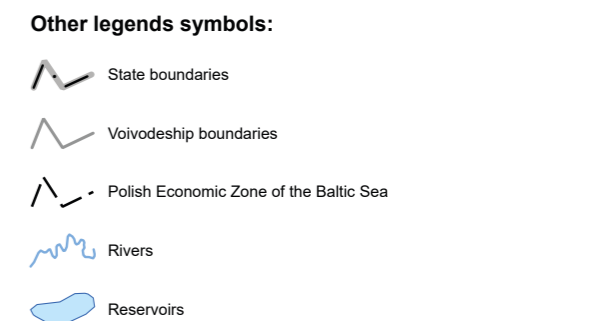 Other legends symbols:
State boundaries
Voivodeship boundaries
Polish Economic Zone of the Baltic Sea
Rivers
Reservoirs